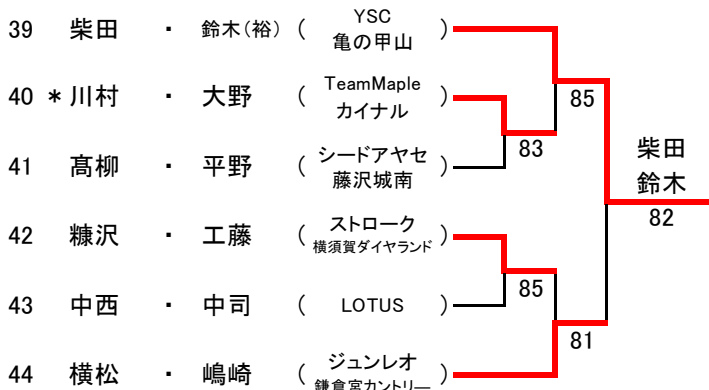 39 柴田 ・ 鈴木(裕) ( YSC 亀の甲山 )
40 * 川村 ・ 大野 ( TeamMaple カイナル )
41 髙柳 ・ 平野 ( シードアヤセ 藤沢城南 )
42 糠沢 ・ 工藤 ( ストローク 横須賀ダイヤランド )
43 中西 ・ 中司 ( LOTUS )
44 横松 ・ 嶋崎 ( ジュンレオ 鎌倉宮カントリー )
83
85
85
81
柴田
鈴木
82